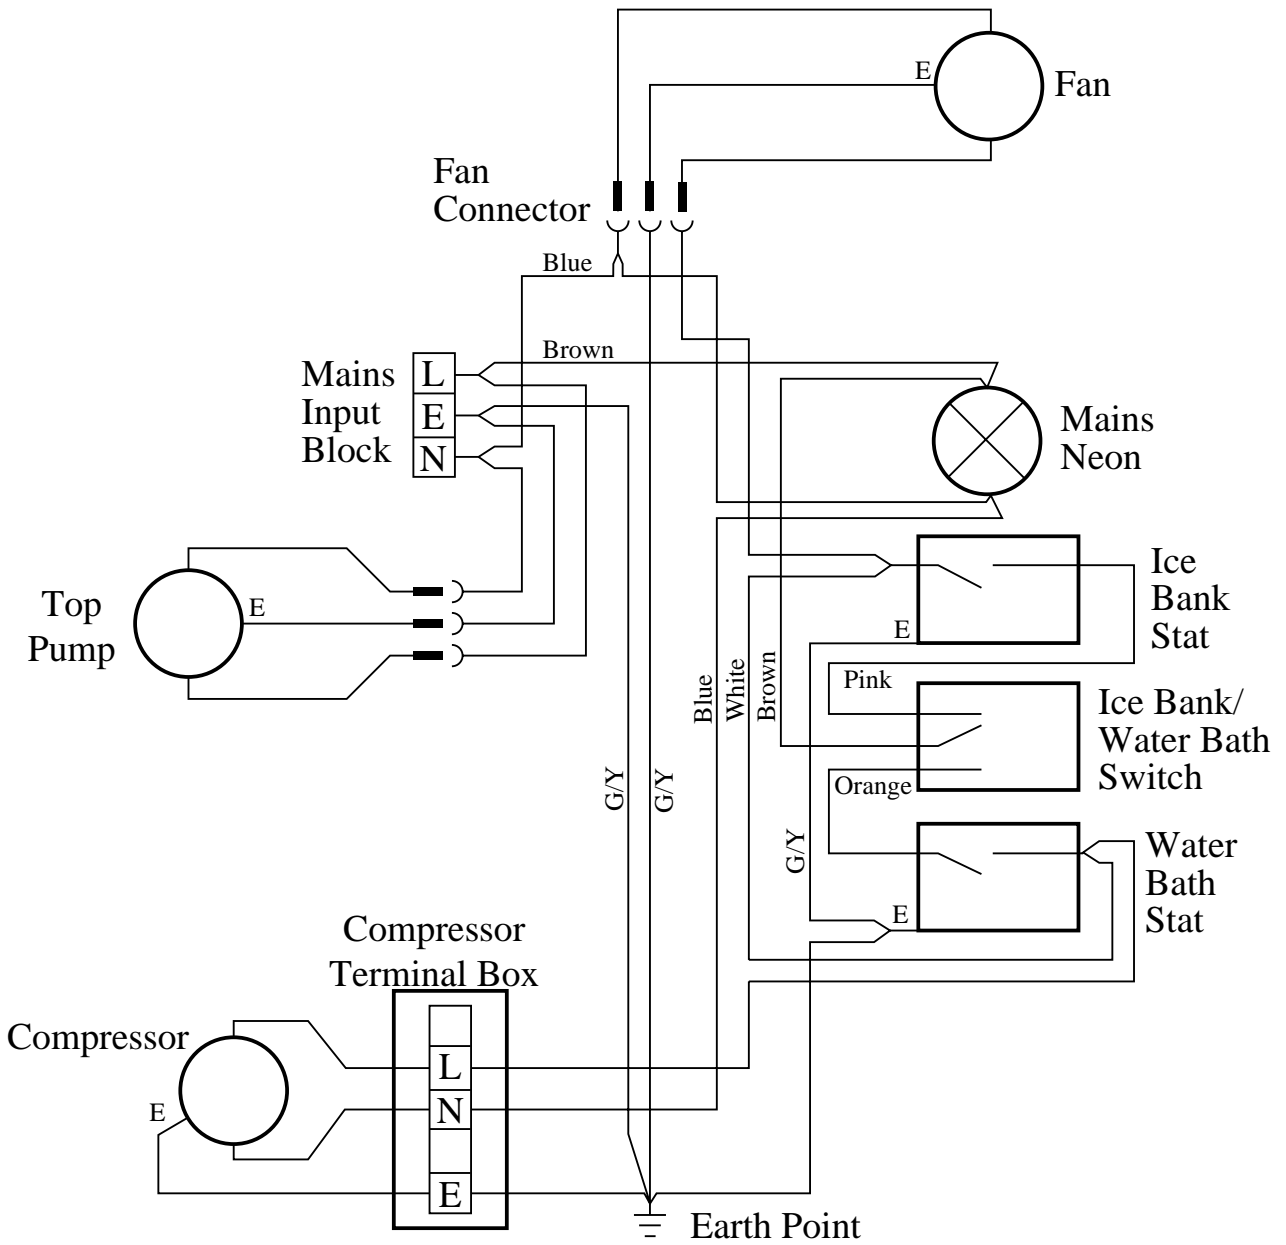 E
Fan
Fan
Connector
Blue
Brown
Mains
Input
Block
L
E
N
Mains
Neon
Top
Pump
E
Ice
Bank
Stat
E
Pink
Blue
White
Brown
Ice Bank/
Water Bath
Switch
Orange
G/Y
G/Y
G/Y
Water
Bath
Stat
E
Compressor
Terminal Box
Compressor
L
N
E
E
Earth Point